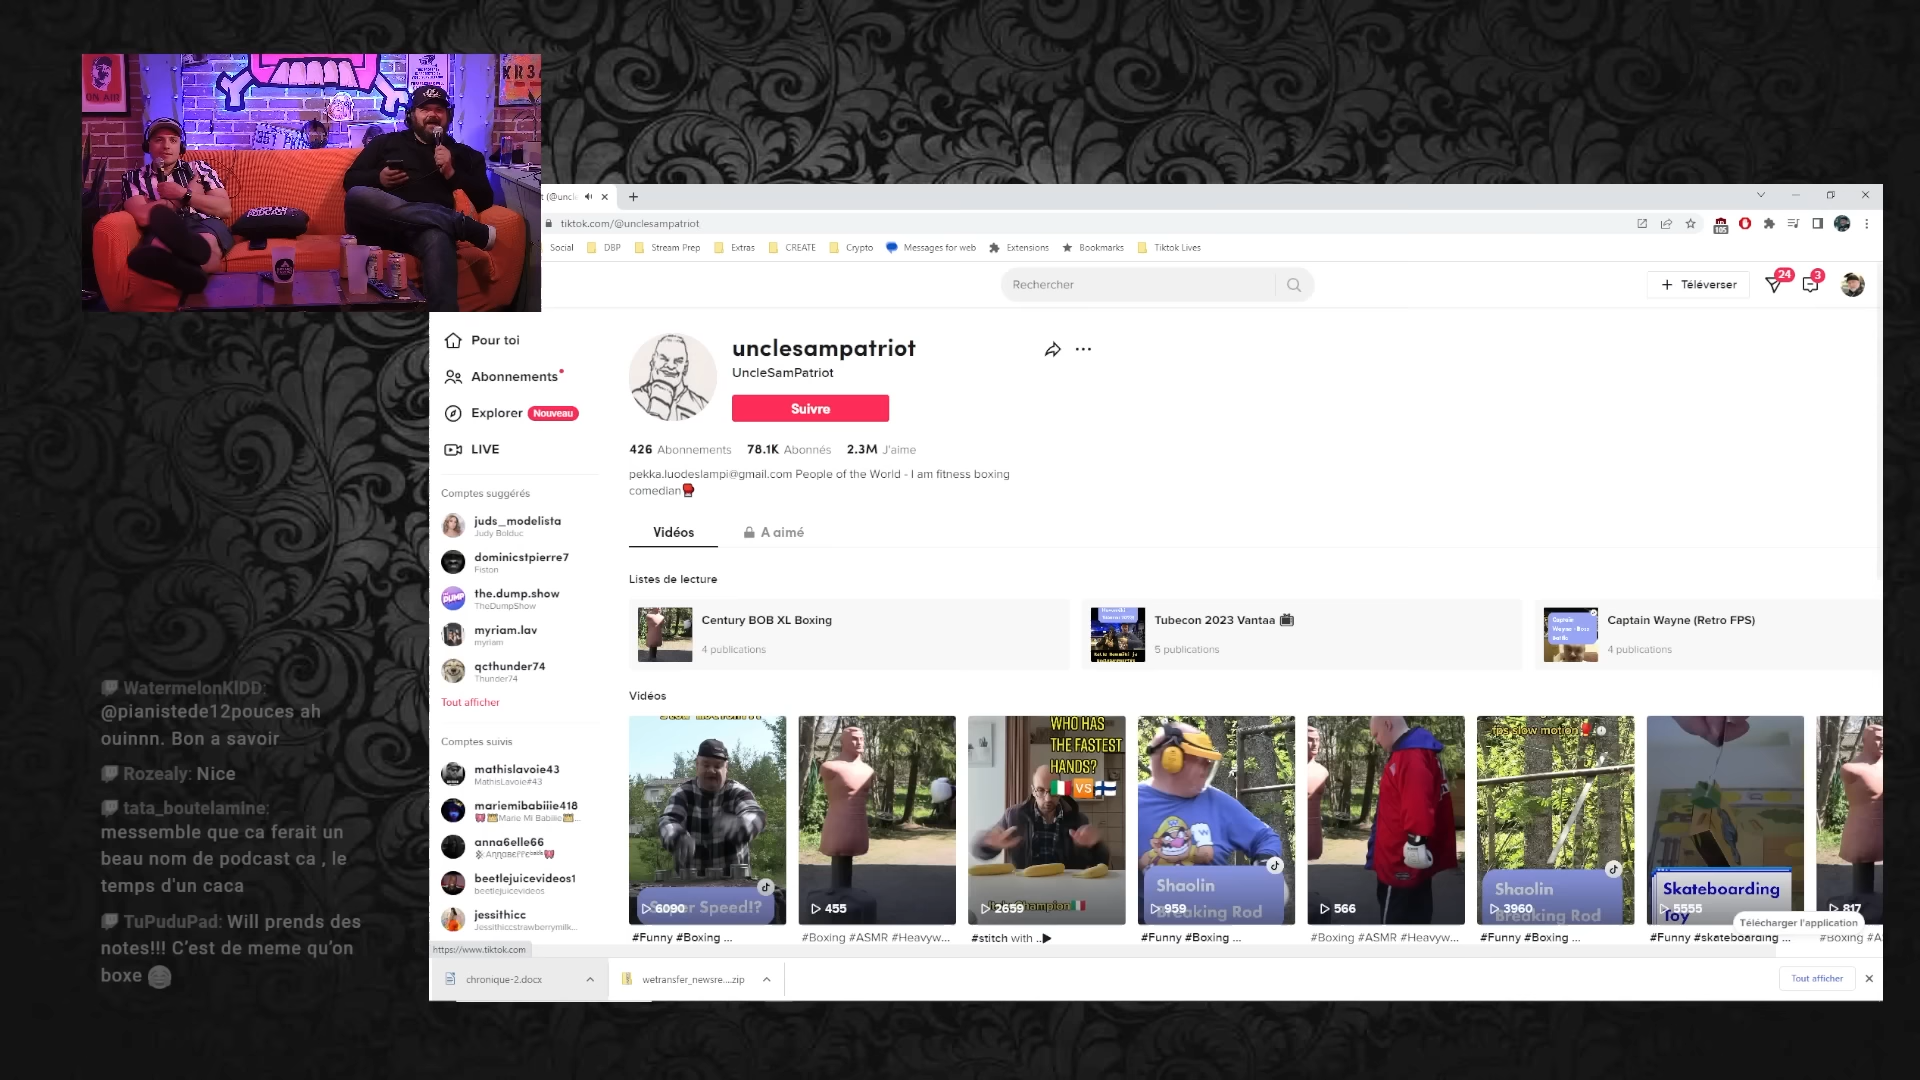 ON AIR
PODCAST
t (@uncl
tiktok.com/@unclesampatriot
105
Social
DBP
Stream Prep
Extras
CREATE
Crypto
Messages for web
Extensions
Bookmarks
Tiktok Lives
Rechercher
Téléverser
24
3
Pour toi
Abonnements
Explorer
Nouveau
LIVE
Comptes suggérés
juds_modelista
Judy Bolduc
dominicstpierre7
Fiston
the.dump.show
TheDumpShow
myriam.lav
myriam
qcthunder74
Thunder74
Tout afficher
Comptes suivis
mathislavoie43
MathisLavoie#43
mariemibabiiie418
Marie Mi Babiiie
anna6elle66
beetlejuicevideos1
beetlejuicevideos
jessithicc
Jessithiccstrawberrymilk...
https://www.tiktok.com
unclesampatriot
UncleSamPatriot
Suivre
426 Abonnements
78.1K Abonnés
2.3M J'aime
pekka.luodeslampi@gmail.com People of the World - I am fitness boxing
comedian🥊
Vidéos
A aimé
Listes de lecture
Century BOB XL Boxing
4 publications
Tubecon 2023 Vantaa 📺
5 publications
Captain Wayne (Retro FPS)
4 publications
Vidéos
6090
Speed!?
#Funny #Boxing ...
455
#Boxing #ASMR #Heavyw...
WHO HAS
THE FASTEST
HANDS?
🇮🇹🆚🇫🇮
2659
Champion🇮🇹
#stitch with ..▶
Shaolin
Breaking Rod
959
#Funny #Boxing ...
566
#Boxing #ASMR #Heavyw...
fps slow motion
Shaolin
Breaking Rod
3960
#Funny #Boxing ...
Skateboarding
Toy
5555
#Funny #skateboarding ...
817
#Boxing #A
Télécharger l'application
chronique-2.docx
wetransfer_newsre....zip
Tout afficher
WatermelonKIDD:
@pianistede12pouces ah
ouinnn. Bon a savoir
Rozealy: Nice
tata_boutelamine:
messemble que ca ferait un
beau nom de podcast ca , le
temps d'un caca
TuPuduPad: Will prends des
notes!!! C’est de meme qu’on
boxe